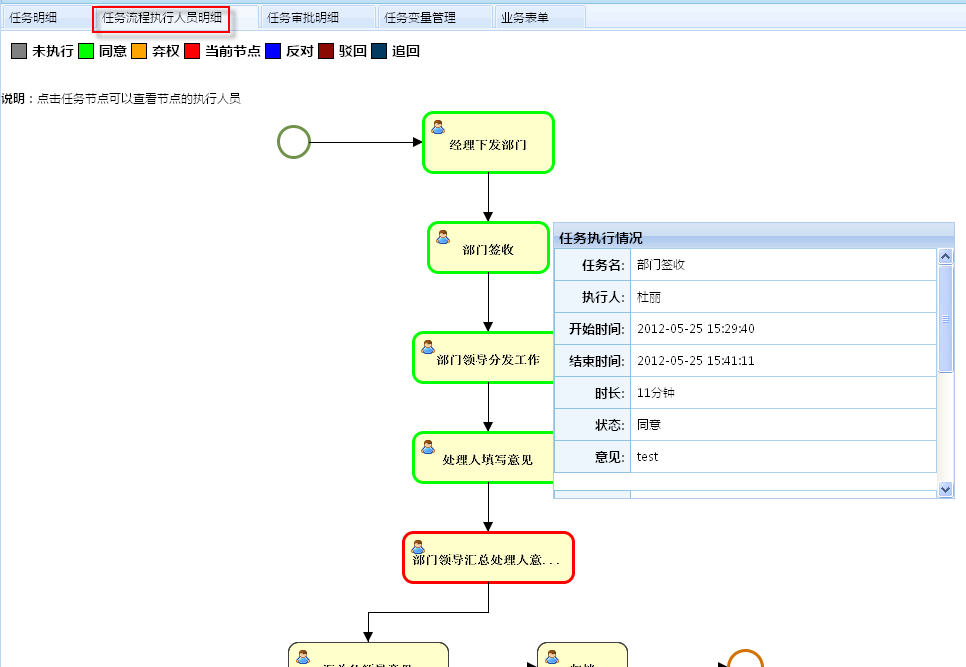 任务明细 任务流程执行人员明细 任务审批明细 任务变量管理 业务表单
未执行 同意 弃权 当前节点 反对 驳回 追回
说明：点击任务节点可以查看节点的执行人员
经理下发部门
部门签收
部门领导分发工作
处理人填写意见
部门领导汇总处理人意...
任务执行情况
任务名: 部门签收
执行人: 杜丽
开始时间: 2012-05-25 15:29:40
结束时间: 2012-05-25 15:41:11
时长: 11分钟
状态: 同意
意见: test